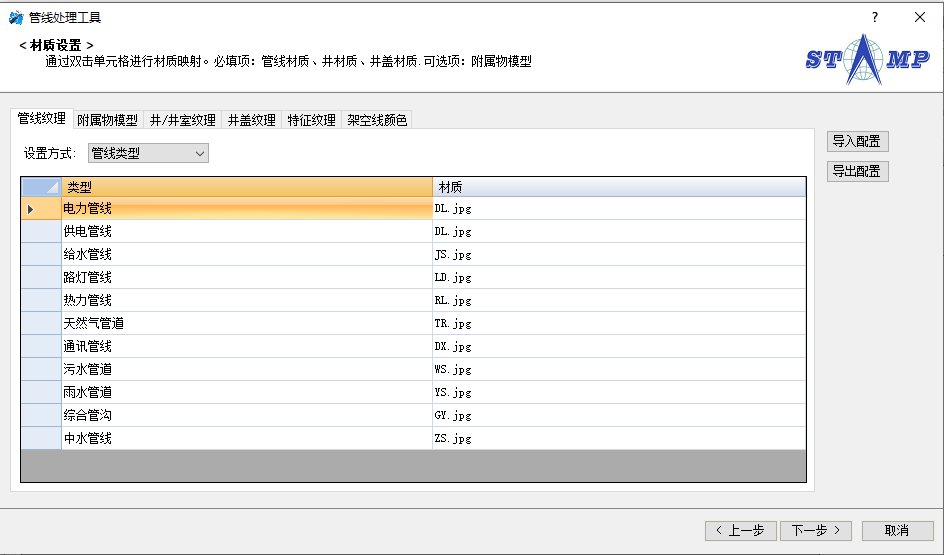 管线处理工具
?
<材质设置 >
通过双击单元格进行材质映射。必填项：管线材质、井材质、井盖材质.可选项：附属物模型
STAMP
管线纹理 附属物模型 井/井室纹理 井盖纹理 特征纹理 架空线颜色
设置方式: 管线类型
导入配置
导出配置
类型 材质
电力管线 DL.jpg
供电管线 DL.jpg
给水管线 JS.jpg
路灯管线 LD.jpg
热力管线 RL.jpg
天然气管道 TR.jpg
通讯管线 DX.jpg
污水管道 WS.jpg
雨水管道 YS.jpg
综合管沟 GY.jpg
中水管线 ZS.jpg
< 上一步 下一步 > 取消